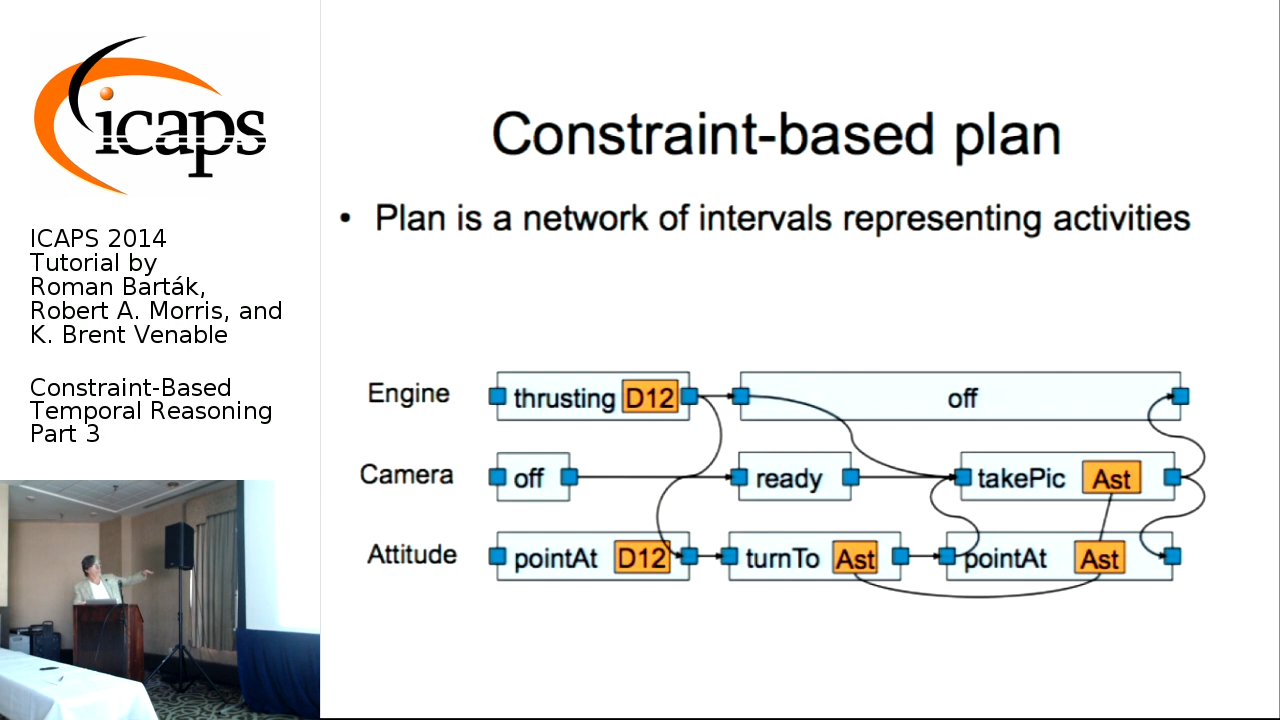 icaps
ICAPS 2014
Tutorial by
Roman Barták,
Robert A. Morris, and
K. Brent Venable
Constraint-Based
Temporal Reasoning
Part 3
Constraint-based plan
• Plan is a network of intervals representing activities
Engine thrusting D12 off
Camera off ready takePic Ast
Attitude pointAt D12 turnTo Ast pointAt Ast